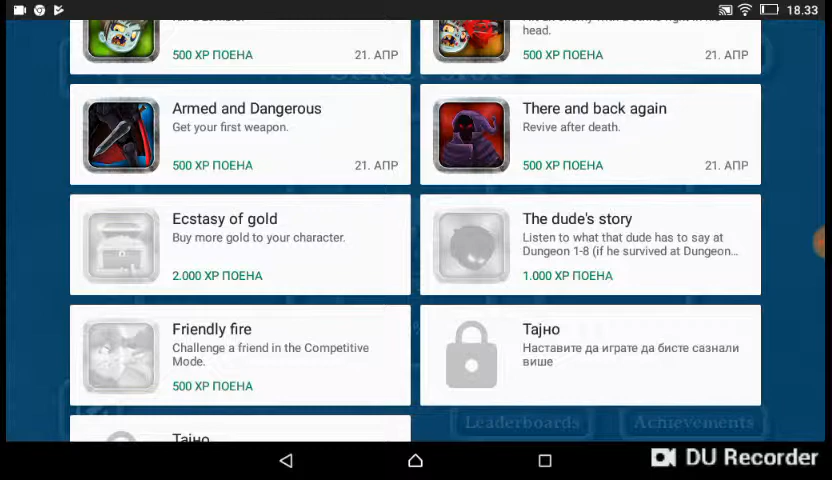 18.33
head.
500 XP ПОЕНА
21. АПР
500 XP ПОЕНА
21. АПР
Armed and Dangerous
Get your first weapon.
500 XP ПОЕНА
21. АПР
There and back again
Revive after death.
500 XP ПОЕНА
21. АПР
Ecstasy of gold
Buy more gold to your character.
2.000 XP ПОЕНА
The dude's story
Listen to what that dude has to say at
Dungeon 1-8 (if he survived at Dungeon...
1.000 XP ПОЕНА
Friendly fire
Challenge a friend in the Competitive
Mode.
500 XP ПОЕНА
Тајно
Наставите да играте да бисте сазнали
више
Тајно
Leaderboards
Achievements
DU Recorder